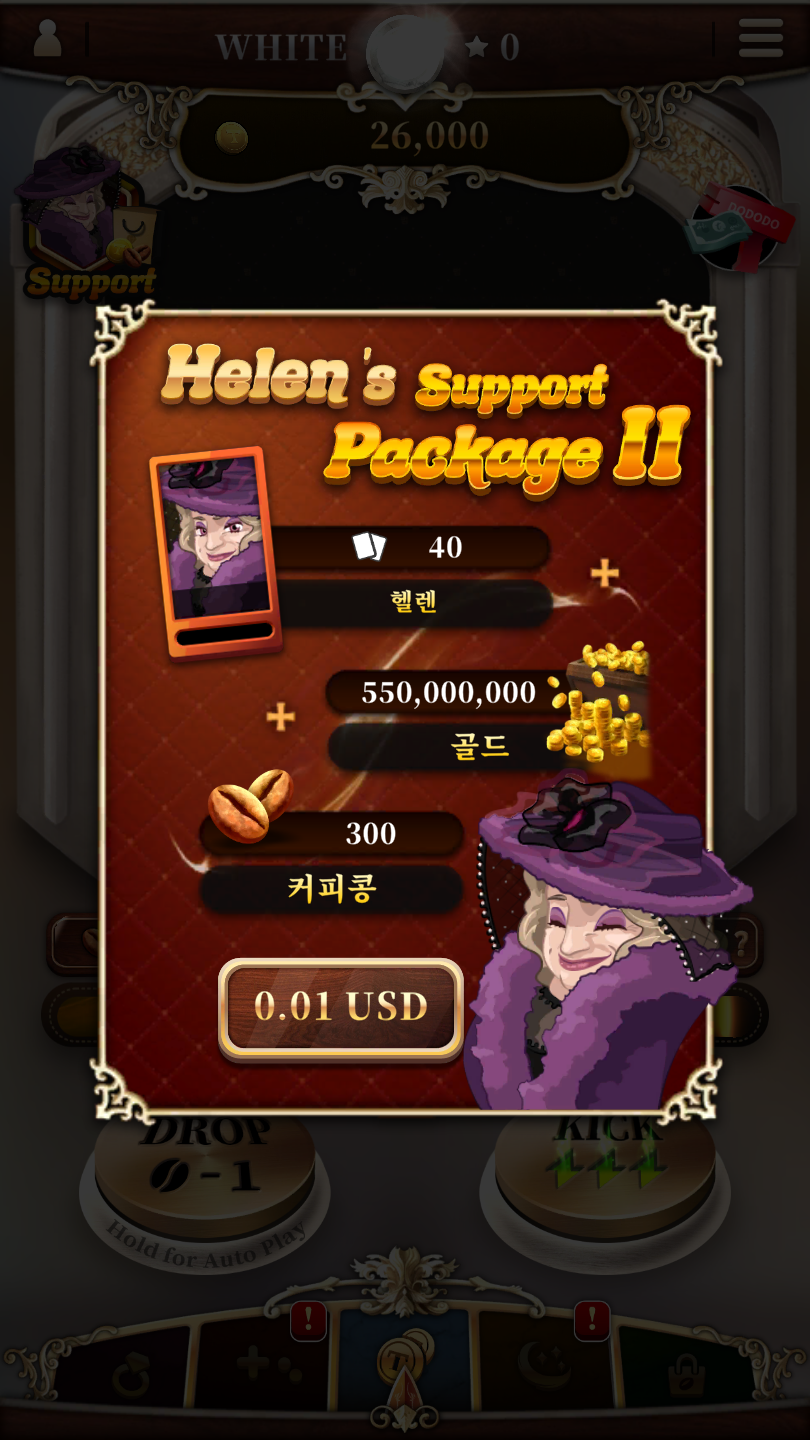 WHITE 0
26,000
DODODO
Support
Helen's Support
Package II
40
헬렌
550,000,000
골드
300
커피콩
0.01 USD
?
DROP KICK
-1
Hold for Auto Play
! !